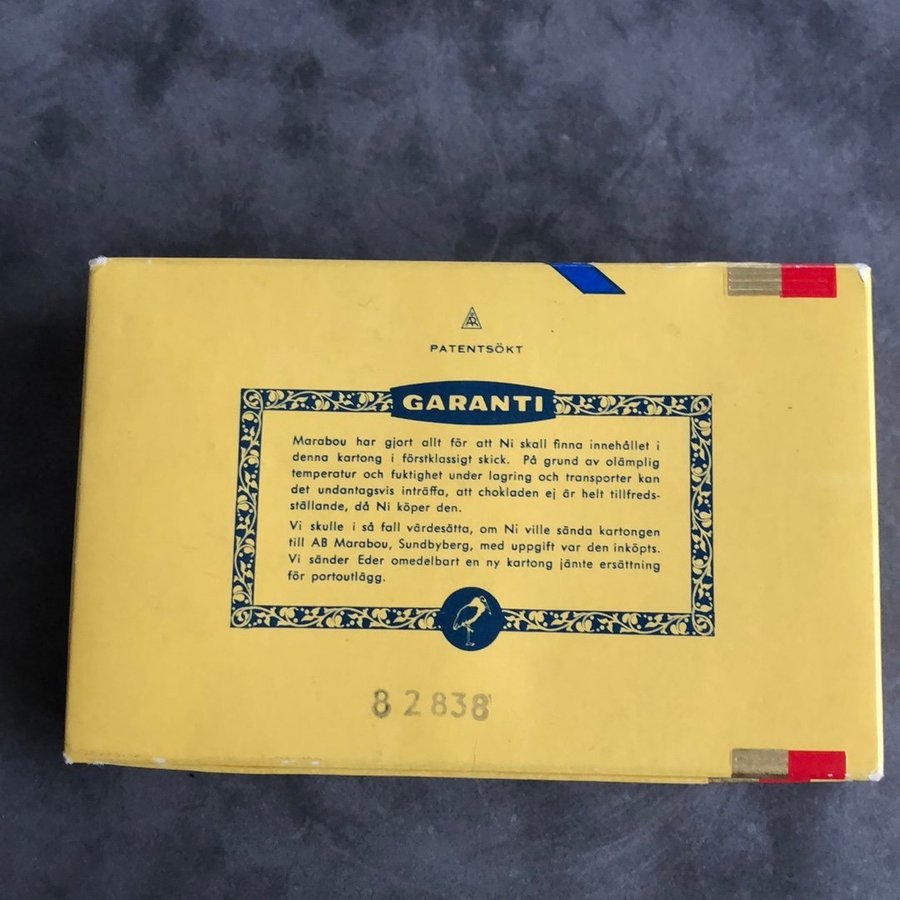 PATENTSÖKT
GARANTI
Marabou har gjort allt för att Ni skall finna innehållet i
denna kartong i förstklassigt skick. På grund av olämplig
temperatur och fuktighet under lagring och transporter kan
det undantagsvis inträffa, att chokladen ej är helt tillfreds-
ställande, då Ni köper den.
Vi skulle i så fall värdesätta, om Ni ville sända kartongen
till AB Marabou, Sundbyberg, med uppgift var den inköpts.
Vi sänder Eder omedelbart en ny kartong jämte ersättning
för portoutlägg.
82838